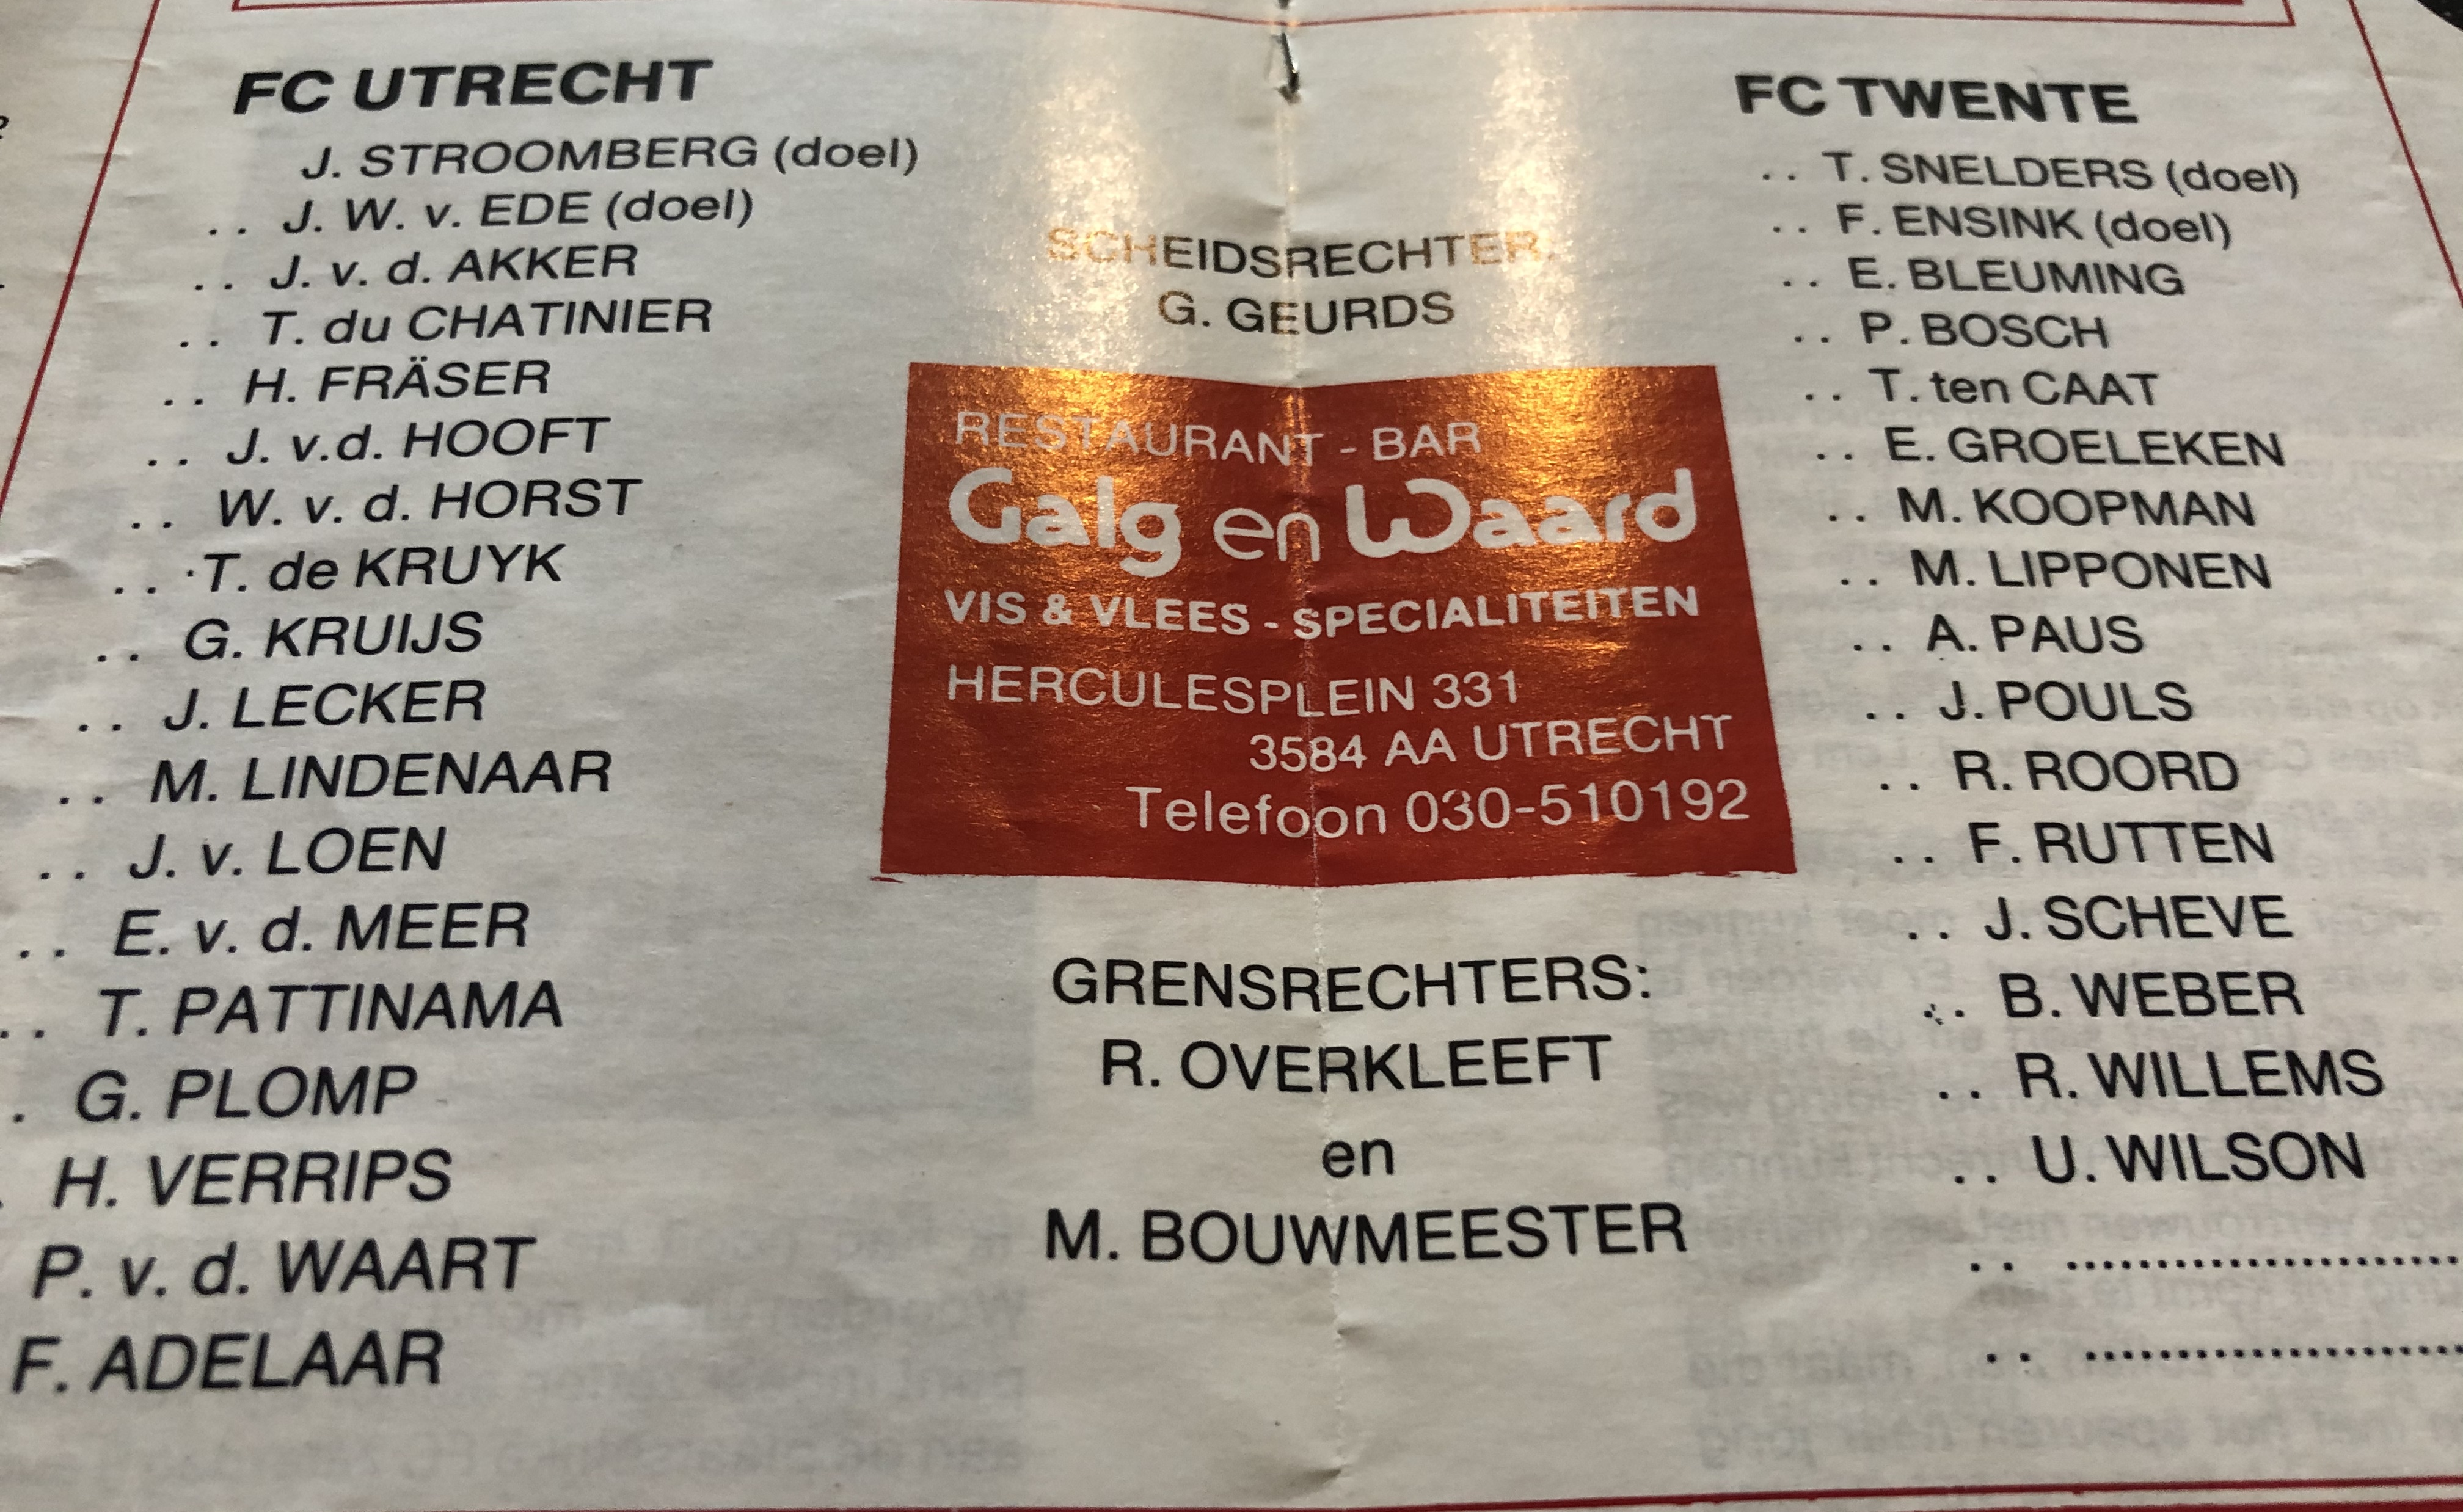 FC UTRECHT
J. STROOMBERG (doel)
.. J. W. v. EDE (doel)
.. J. v. d. AKKER
.. T. du CHATINIER
.. H. FRÄSER
.. J. v.d. HOOFT
.. W. v. d. HORST
.. T. de KRUYK
.. G. KRUIJS
.. J. LECKER
.. M. LINDENAAR
.. J. v. LOEN
.. E. v. d. MEER
.. T. PATTINAMA
. G. PLOMP
. H. VERRIPS
P. v. d. WAART
F. ADELAAR
SCHEIDSRECHTER:
G. GEURDS
RESTAURANT - BAR
Galg en Waard
VIS & VLEES - SPECIALITEITEN
HERCULESPLEIN 331
3584 AA UTRECHT
Telefoon 030-510192
GRENSRECHTERS:
R. OVERKLEEFT
en
M. BOUWMEESTER
FC TWENTE
.. T. SNELDERS (doel)
.. F. ENSINK (doel)
.. E. BLEUMING
.. P. BOSCH
.. T. ten CAAT
.. E. GROELEKEN
.. M. KOOPMAN
.. M. LIPPONEN
.. A. PAUS
.. J. POULS
.. R. ROORD
.. F. RUTTEN
.. J. SCHEVE
.. B. WEBER
.. R. WILLEMS
.. U. WILSON
.. ......................
.. ......................